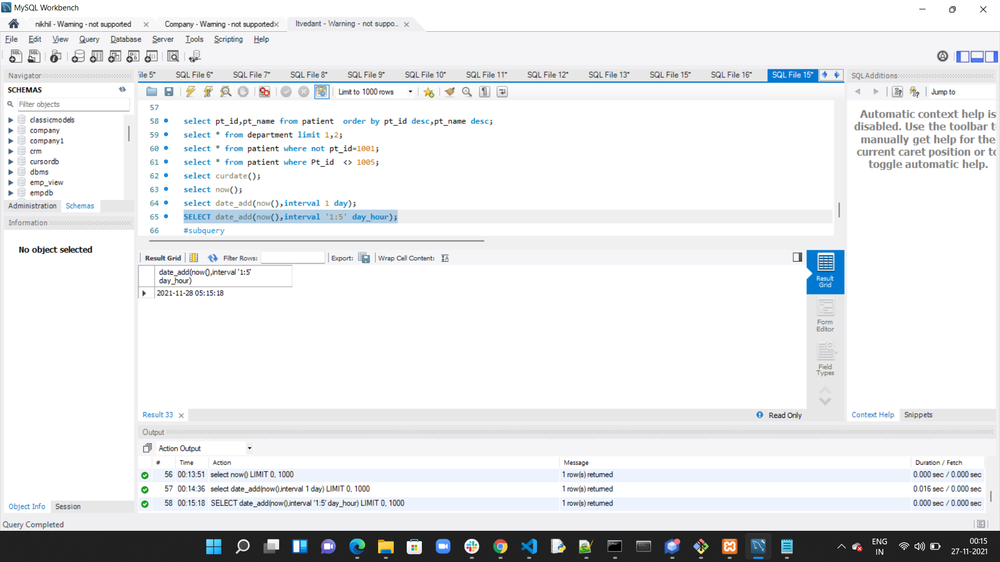 MySQL Workbench
nikhil - Warning - not supported
Company - Warning - not supported
Itvedant - Warning - not suppo...
File Edit View Query Database Server Tools Scripting Help
Navigator
SCHEMAS
Filter objects
classicmodels
company
company1
crm
cursordb
dbms
emp_view
empdb
Administration Schemas
Information
No object selected
Object Info Session
Query Completed
ile 5* SQL File 6* SQL File 7* SQL File 8* SQL File 9* SQL File 10* SQL File 11* SQL File 12* SQL File 13* SQL File 15* SQL File 16* SQL File 15*
Limit to 1000 rows
57
58 select pt_id,pt_name from patient  order by pt_id desc,pt_name desc;
59 select * from department limit 1,2;
60 select * from patient where not pt_id=1001;
61 select * from patient where Pt_id  <> 1005;
62 select curdate();
63 select now();
64 select date_add(now(),interval 1 day);
65 SELECT date_add(now(),interval '1:5' day_hour);
66 #subquery
Result Grid Filter Rows: Export: Wrap Cell Content:
date_add(now(),interval '1:5'
day_hour)
2021-11-28 05:15:18
Result
Grid
Form
Editor
Field
Types
Result 33
Read Only
SQLAdditions
Jump to
Automatic context help is
disabled. Use the toolbar t
manually get help for the
current caret position or to
toggle automatic help.
Context Help Snippets
Output
Action Output
# Time Action Message Duration / Fetch
56 00:13:51 select now() LIMIT 0, 1000 1 row(s) returned 0.000 sec / 0.000 sec
57 00:14:36 select date_add(now(),interval 1 day) LIMIT 0, 1000 1 row(s) returned 0.016 sec / 0.000 sec
58 00:15:18 SELECT date_add(now(),interval '1:5' day_hour) LIMIT 0, 1000 1 row(s) returned 0.000 sec / 0.000 sec
ENG
IN
00:15
27-11-2021